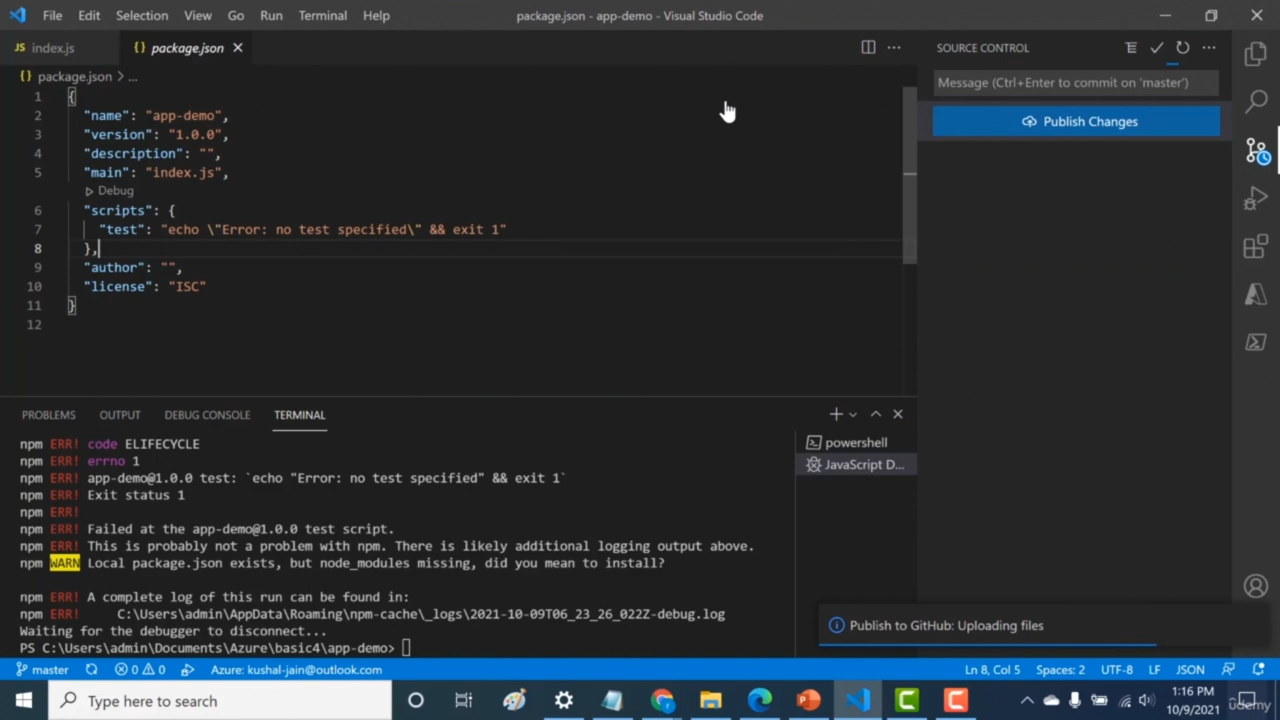 File Edit Selection View Go Run Terminal Help
package.json - app-demo - Visual Studio Code
JS index.js
{} package.json
SOURCE CONTROL
{} package.json > ...
Message (Ctrl+Enter to commit on 'master')
Publish Changes
1 {
2 "name": "app-demo",
3 "version": "1.0.0",
4 "description": "",
5 "main": "index.js",
Debug
6 "scripts": {
7 "test": "echo \"Error: no test specified\" && exit 1"
8 },
9 "author": "",
10 "license": "ISC"
11 }
12
PROBLEMS OUTPUT DEBUG CONSOLE TERMINAL
powershell
JavaScript D...
npm ERR! code ELIFECYCLE
npm ERR! errno 1
npm ERR! app-demo@1.0.0 test: `echo "Error: no test specified" && exit 1`
npm ERR! Exit status 1
npm ERR!
npm ERR! Failed at the app-demo@1.0.0 test script.
npm ERR! This is probably not a problem with npm. There is likely additional logging output above.
npm WARN Local package.json exists, but node_modules missing, did you mean to install?
npm ERR! A complete log of this run can be found in:
npm ERR! C:\Users\admin\AppData\Roaming\npm-cache\_logs\2021-10-09T06_23_26_022Z-debug.log
Waiting for the debugger to disconnect...
PS C:\Users\admin\Documents\Azure\basic4\app-demo>
Publish to GitHub: Uploading files
master 0 0 Azure: kushal-jain@outlook.com
Ln 8, Col 5 Spaces: 2 UTF-8 LF JSON
Type here to search
1:16 PM
10/9/2021
udemy